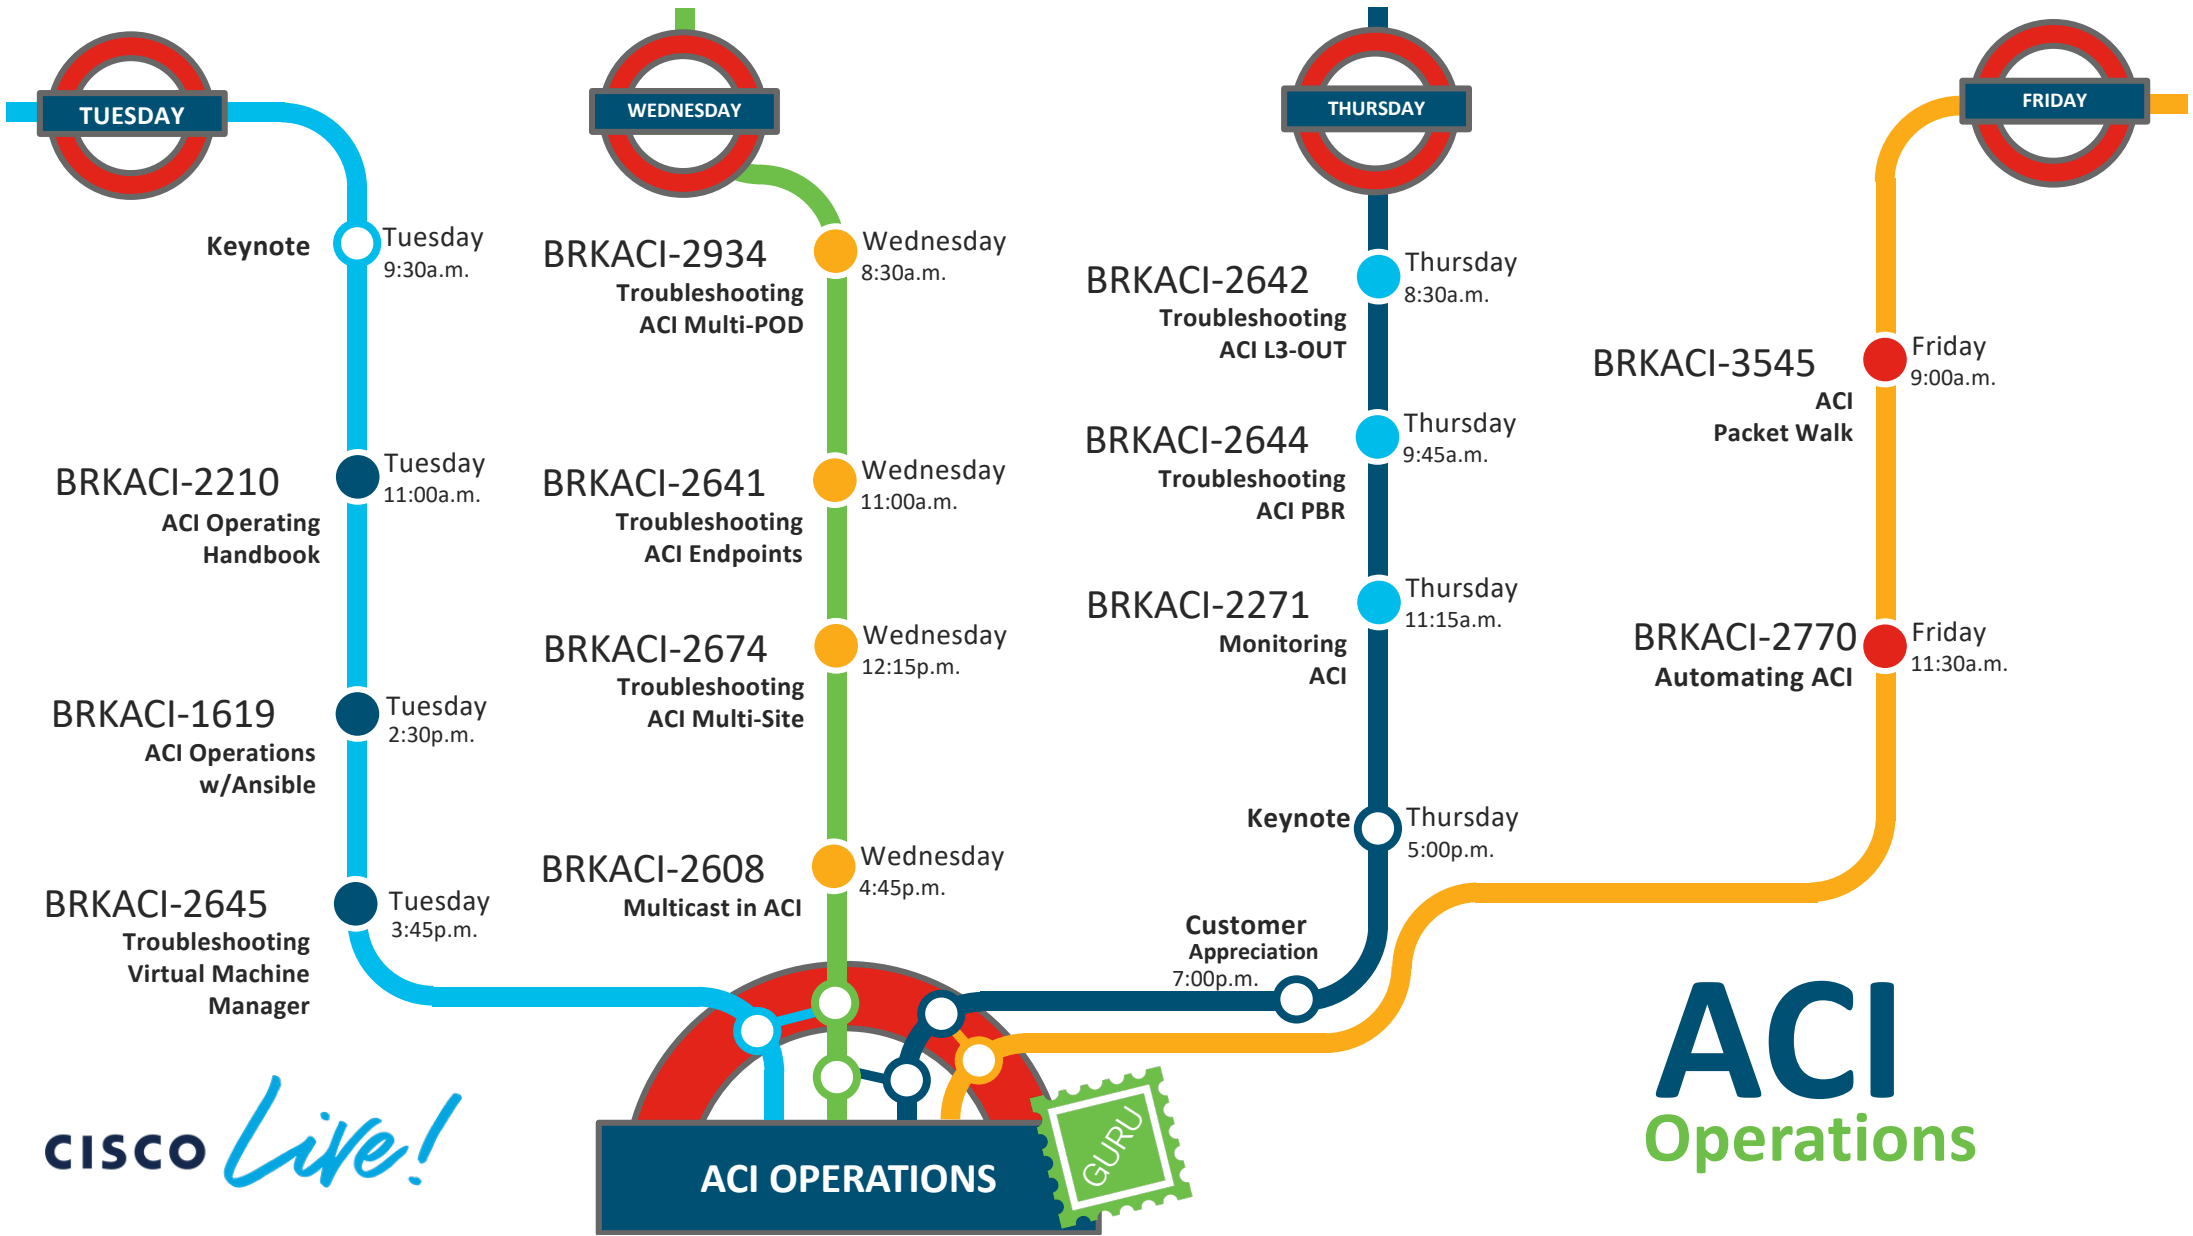 TUESDAY
Keynote
Tuesday
9:30a.m.
BRKACI-2210
ACI Operating
Handbook
Tuesday
11:00a.m.
BRKACI-1619
ACI Operations
w/Ansible
Tuesday
2:30p.m.
BRKACI-2645
Troubleshooting
Virtual Machine
Manager
Tuesday
3:45p.m.
WEDNESDAY
BRKACI-2934
Troubleshooting
ACI Multi-POD
Wednesday
8:30a.m.
BRKACI-2641
Troubleshooting
ACI Endpoints
Wednesday
11:00a.m.
BRKACI-2674
Troubleshooting
ACI Multi-Site
Wednesday
12:15p.m.
BRKACI-2608
Multicast in ACI
Wednesday
4:45p.m.
THURSDAY
BRKACI-2642
Troubleshooting
ACI L3-OUT
Thursday
8:30a.m.
BRKACI-2644
Troubleshooting
ACI PBR
Thursday
9:45a.m.
BRKACI-2271
Monitoring
ACI
Thursday
11:15a.m.
Keynote
Thursday
5:00p.m.
Customer
Appreciation
7:00p.m.
FRIDAY
BRKACI-3545
ACI
Packet Walk
Friday
9:00a.m.
BRKACI-2770
Automating ACI
Friday
11:30a.m.
CISCO Live!
ACI OPERATIONS
GURU
ACI
Operations